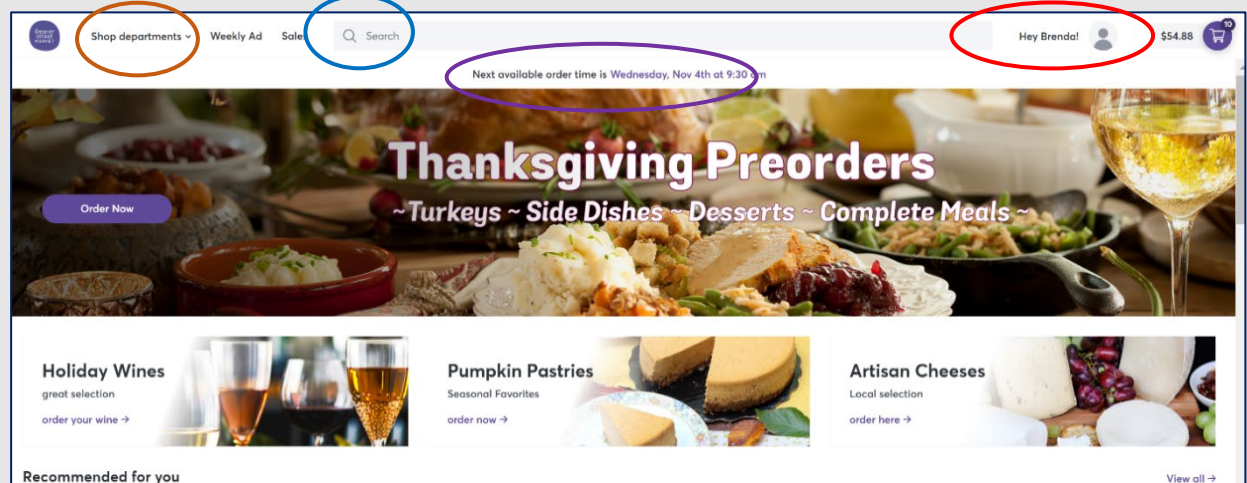 Beaver
Street
MARKET
Shop departments
Weekly Ad
Sales
Search
Hey Brenda!
$54.88
10
Next available order time is Wednesday, Nov 4th at 9:30 am
Thanksgiving Preorders
~Turkeys ~ Side Dishes ~ Desserts ~ Complete Meals ~
Order Now
Holiday Wines
great selection
order your wine →
Pumpkin Pastries
Seasonal Favorites
order now →
Artisan Cheeses
Local selection
order here →
Recommended for you
View all →